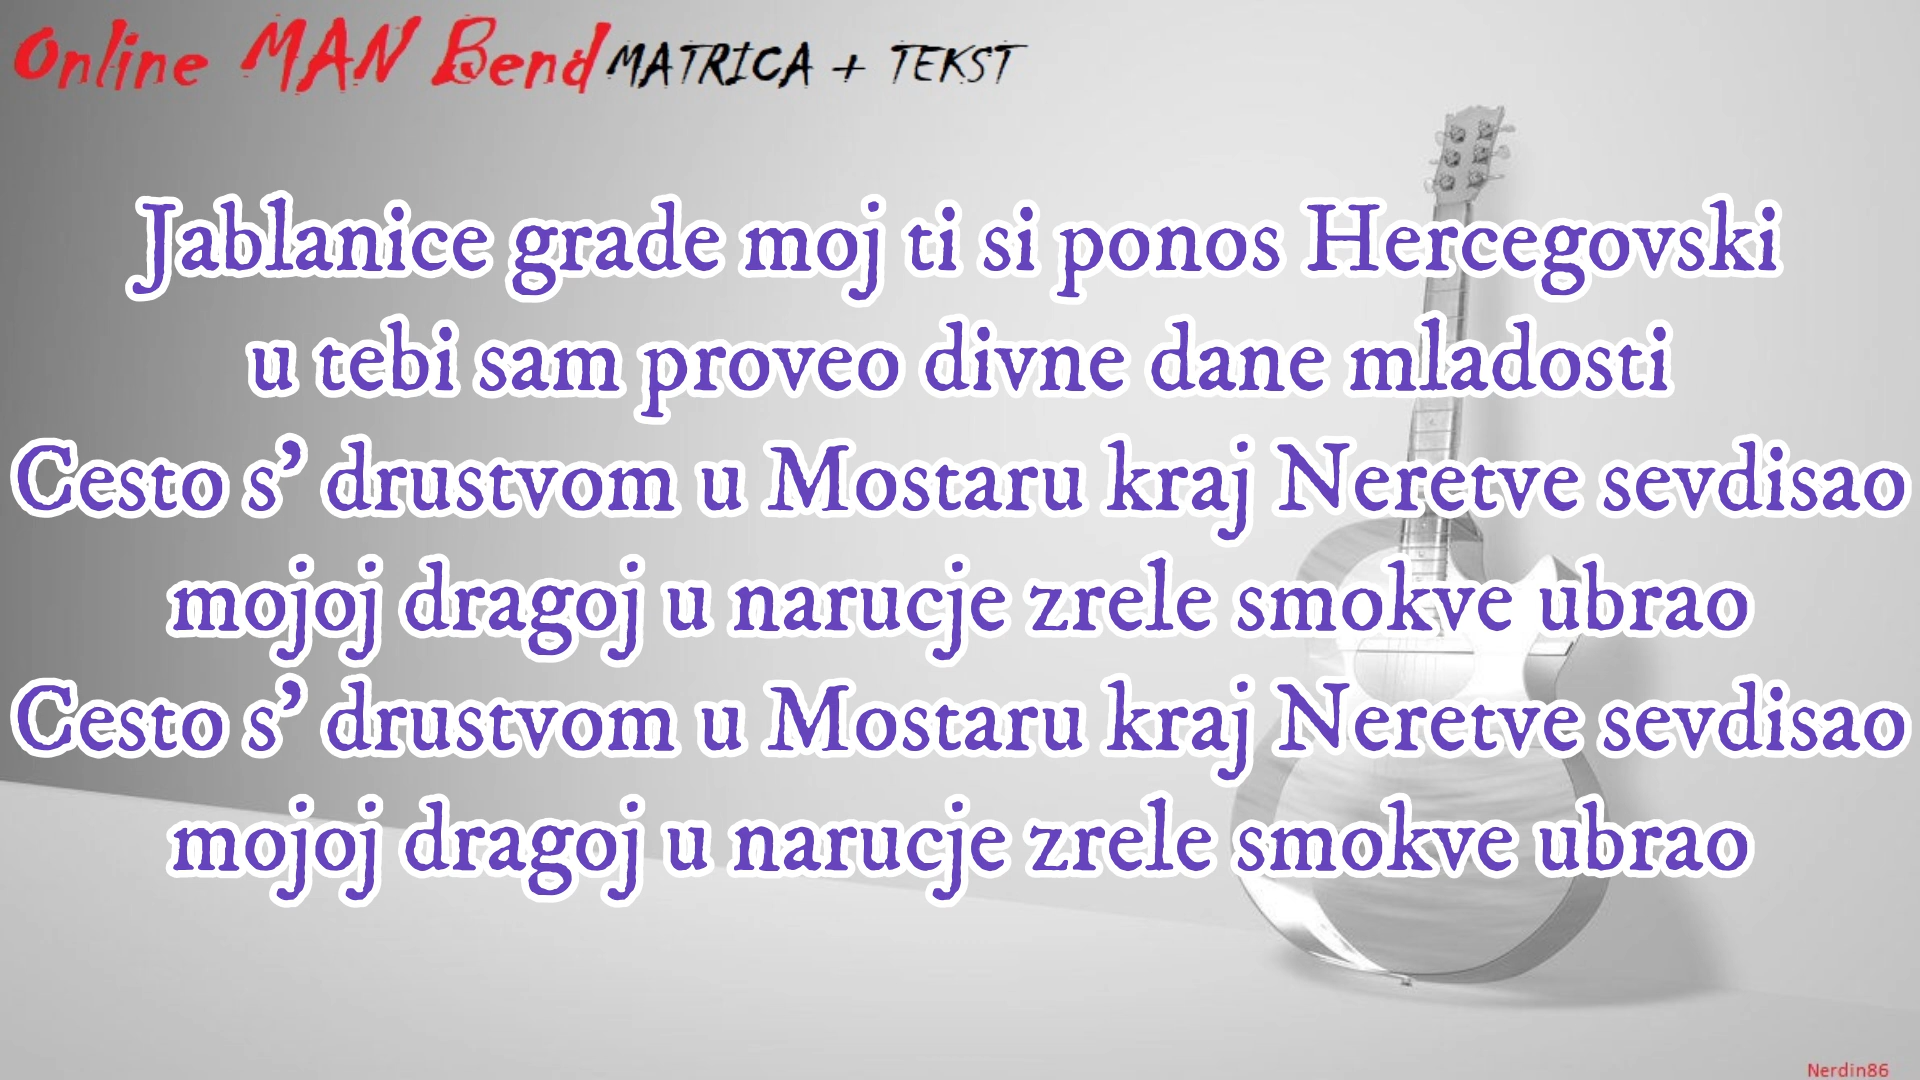 Online MAN Bend MATRICA + TEKST
Jablanice grade moj ti si ponos Hercegovski
u tebi sam proveo divne dane mladosti
Cesto s' drustvom u Mostaru kraj Neretve sevdisao
mojoj dragoj u narucje zrele smokve ubrao
Cesto s' drustvom u Mostaru kraj Neretve sevdisao
mojoj dragoj u narucje zrele smokve ubrao
Nerdin86